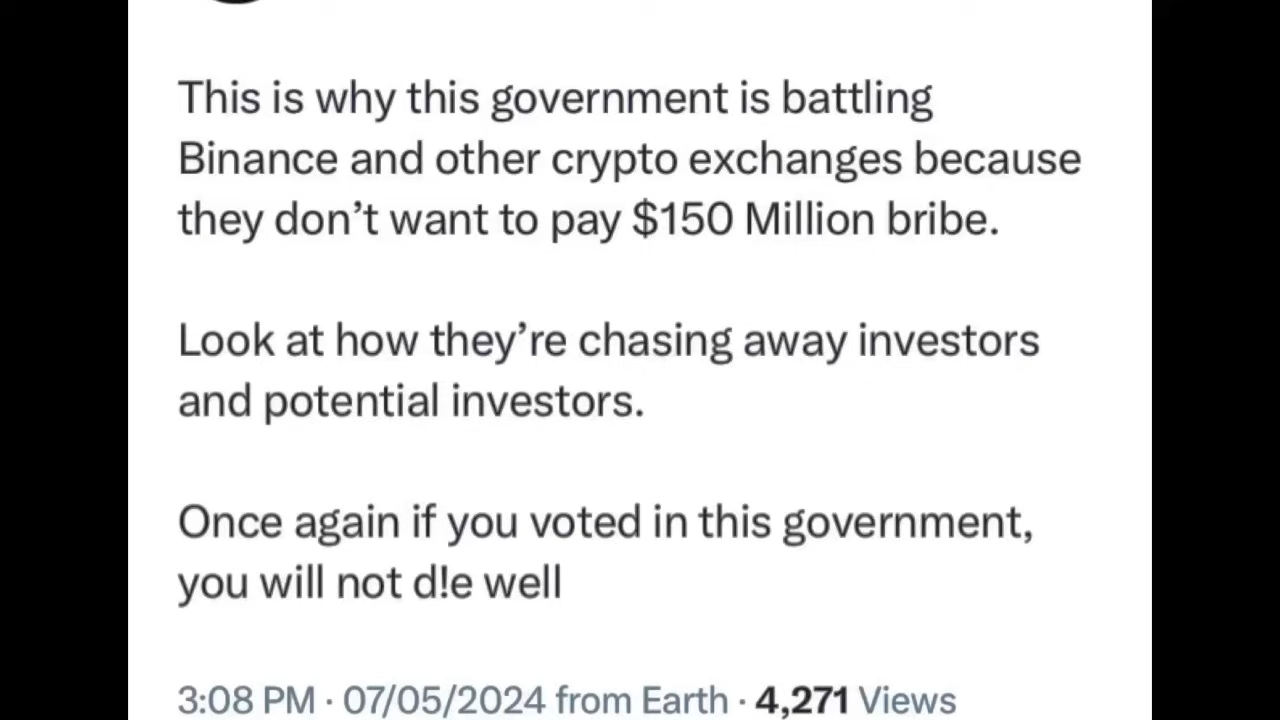 This is why this government is battling
Binance and other crypto exchanges because
they don’t want to pay $150 Million bribe.
Look at how they’re chasing away investors
and potential investors.
Once again if you voted in this government,
you will not d!e well
3:08 PM · 07/05/2024 from Earth · 4,271 Views